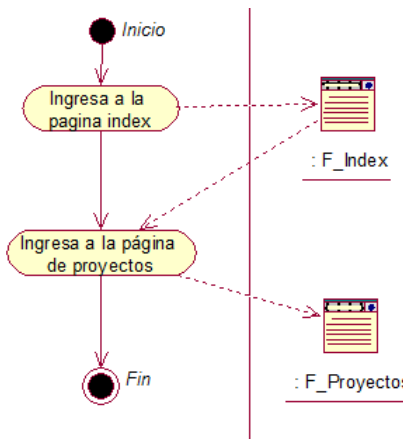 Inicio
Ingresa a la
pagina index
: F_Index
Ingresa a la página
de proyectos
Fin
: F_Proyectos